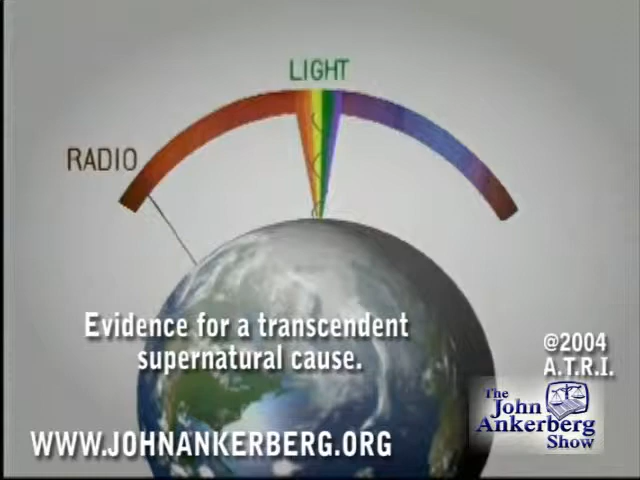 LIGHT
RADIO
Evidence for a transcendent
supernatural cause.
@2004
A.T.R.I.
The
John
Ankerberg
Show
WWW.JOHNANKERBERG.ORG